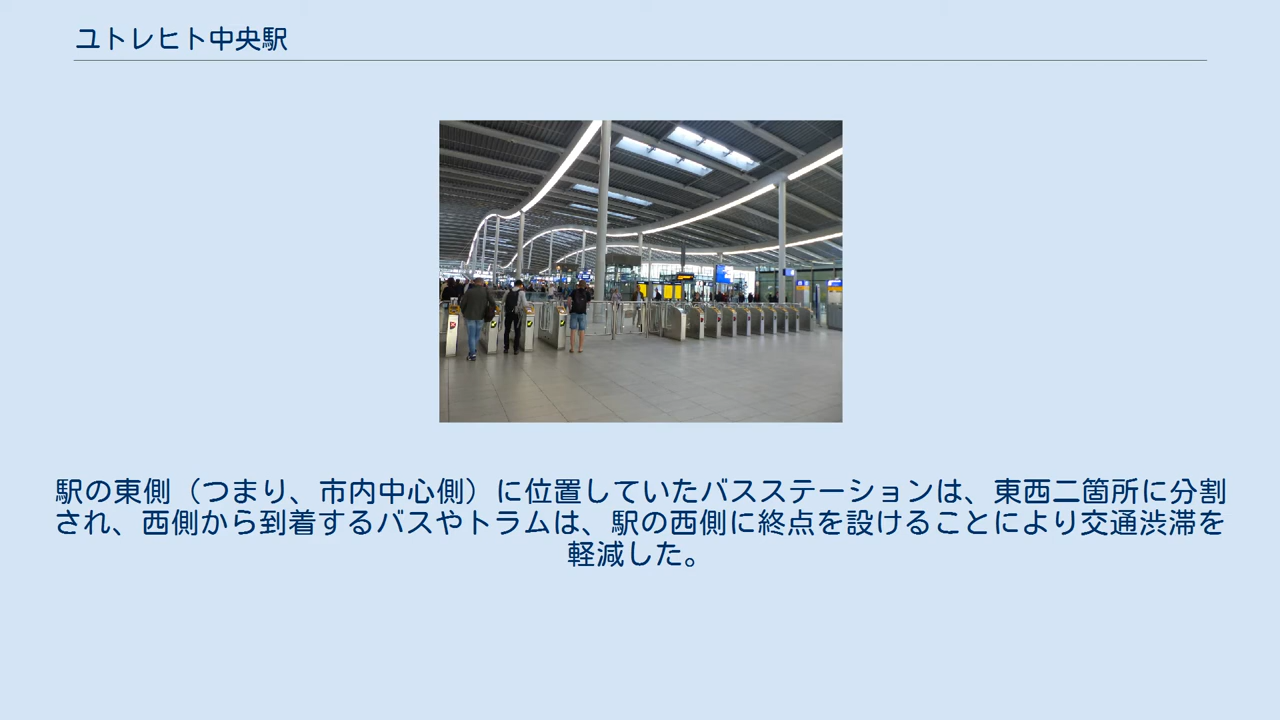 ユトレヒト中央駅
駅の東側（つまり、市内中心側）に位置していたバスステーションは、東西二箇所に分割
され、西側から到着するバスやトラムは、駅の西側に終点を設けることにより交通渋滞を
軽減した。